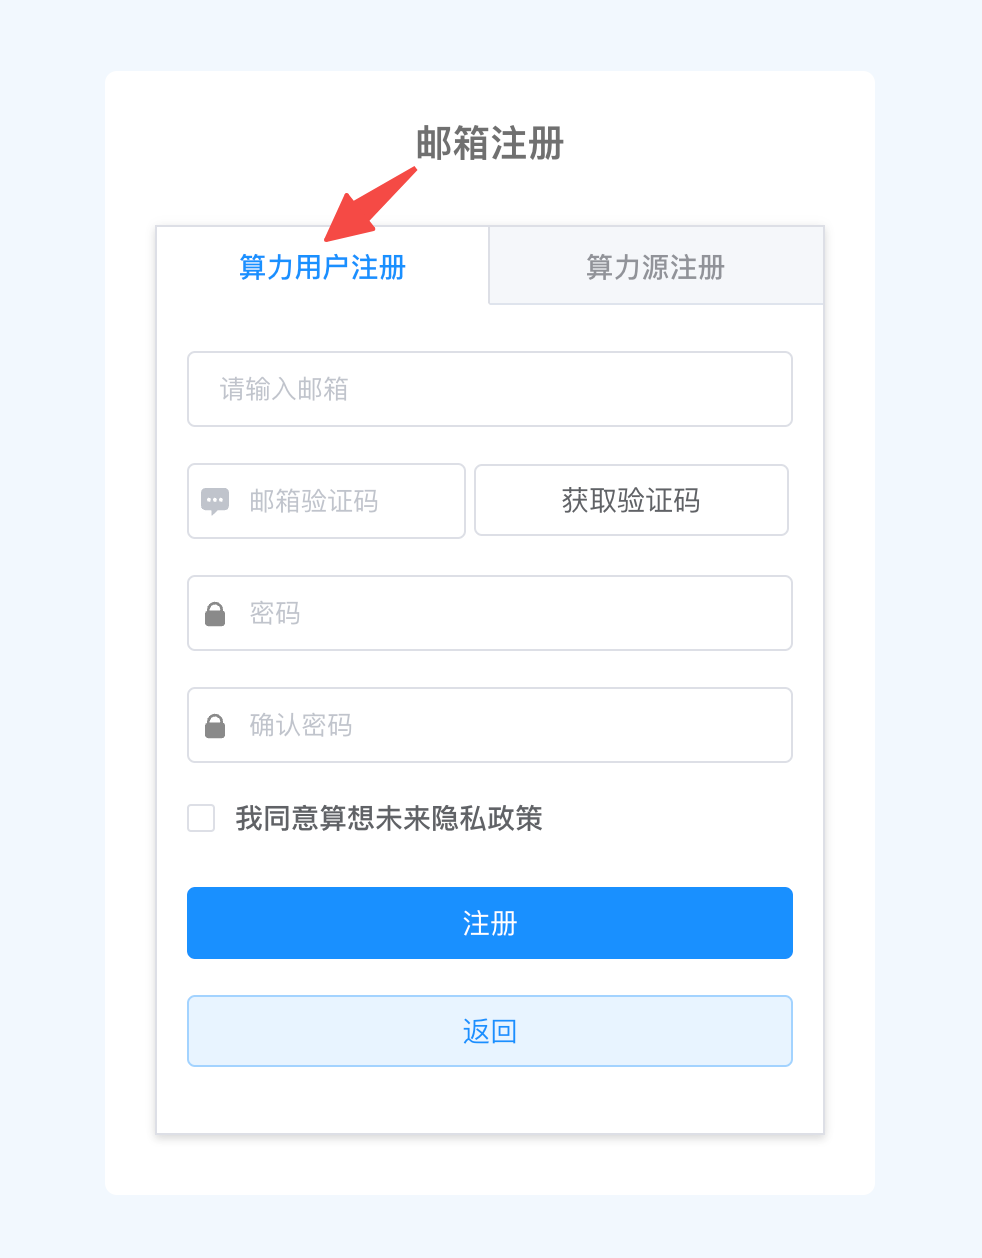 邮箱注册
算力用户注册
算力源注册
请输入邮箱
邮箱验证码
获取验证码
密码
确认密码
我同意算想未来隐私政策
注册
返回